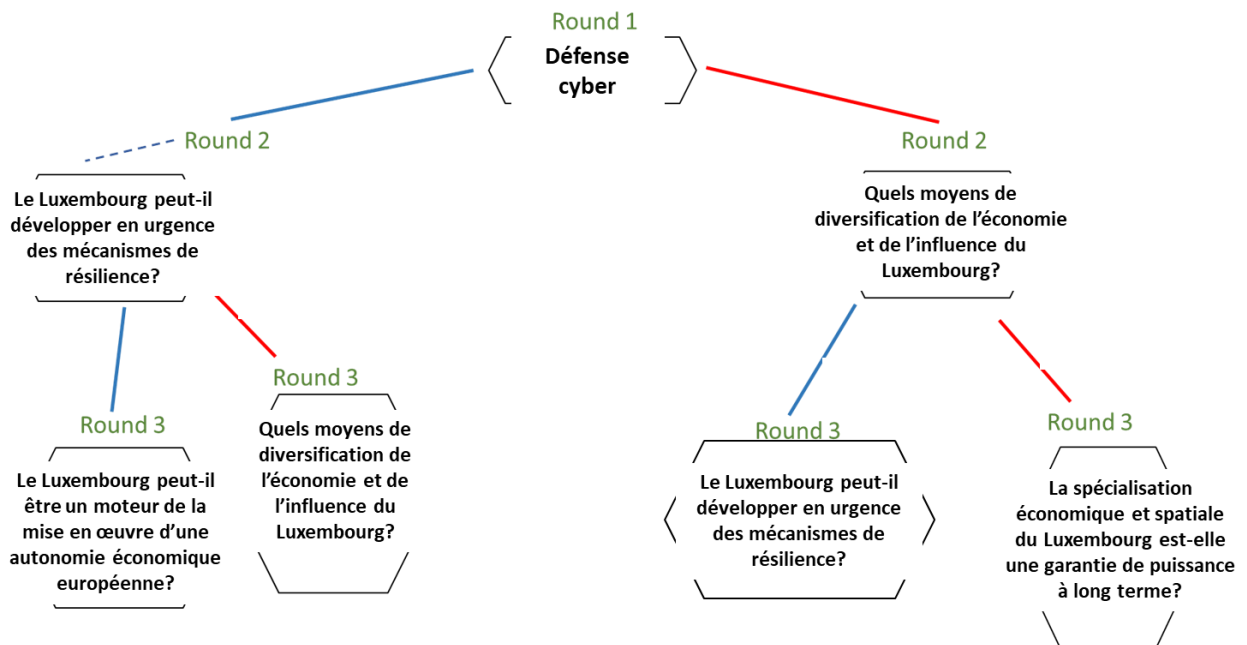 Round 1
Défense
cyber
Round 2
Le Luxembourg peut-il
développer en urgence
des mécanismes de
résilience?
Round 2
Quels moyens de
diversification de l'économie
et de l'influence du
Luxembourg?
Round 3
Le Luxembourg peut-il
être un moteur de la
mise en œuvre d'une
autonomie économique
européenne?
Round 3
Quels moyens de
diversification de
l'économie et de
l'influence du
Luxembourg?
Round 3
Le Luxembourg peut-il
développer en urgence
des mécanismes de
résilience?
Round 3
La spécialisation
économique et spatiale
du Luxembourg est-elle
une garantie de puissance
à long terme?